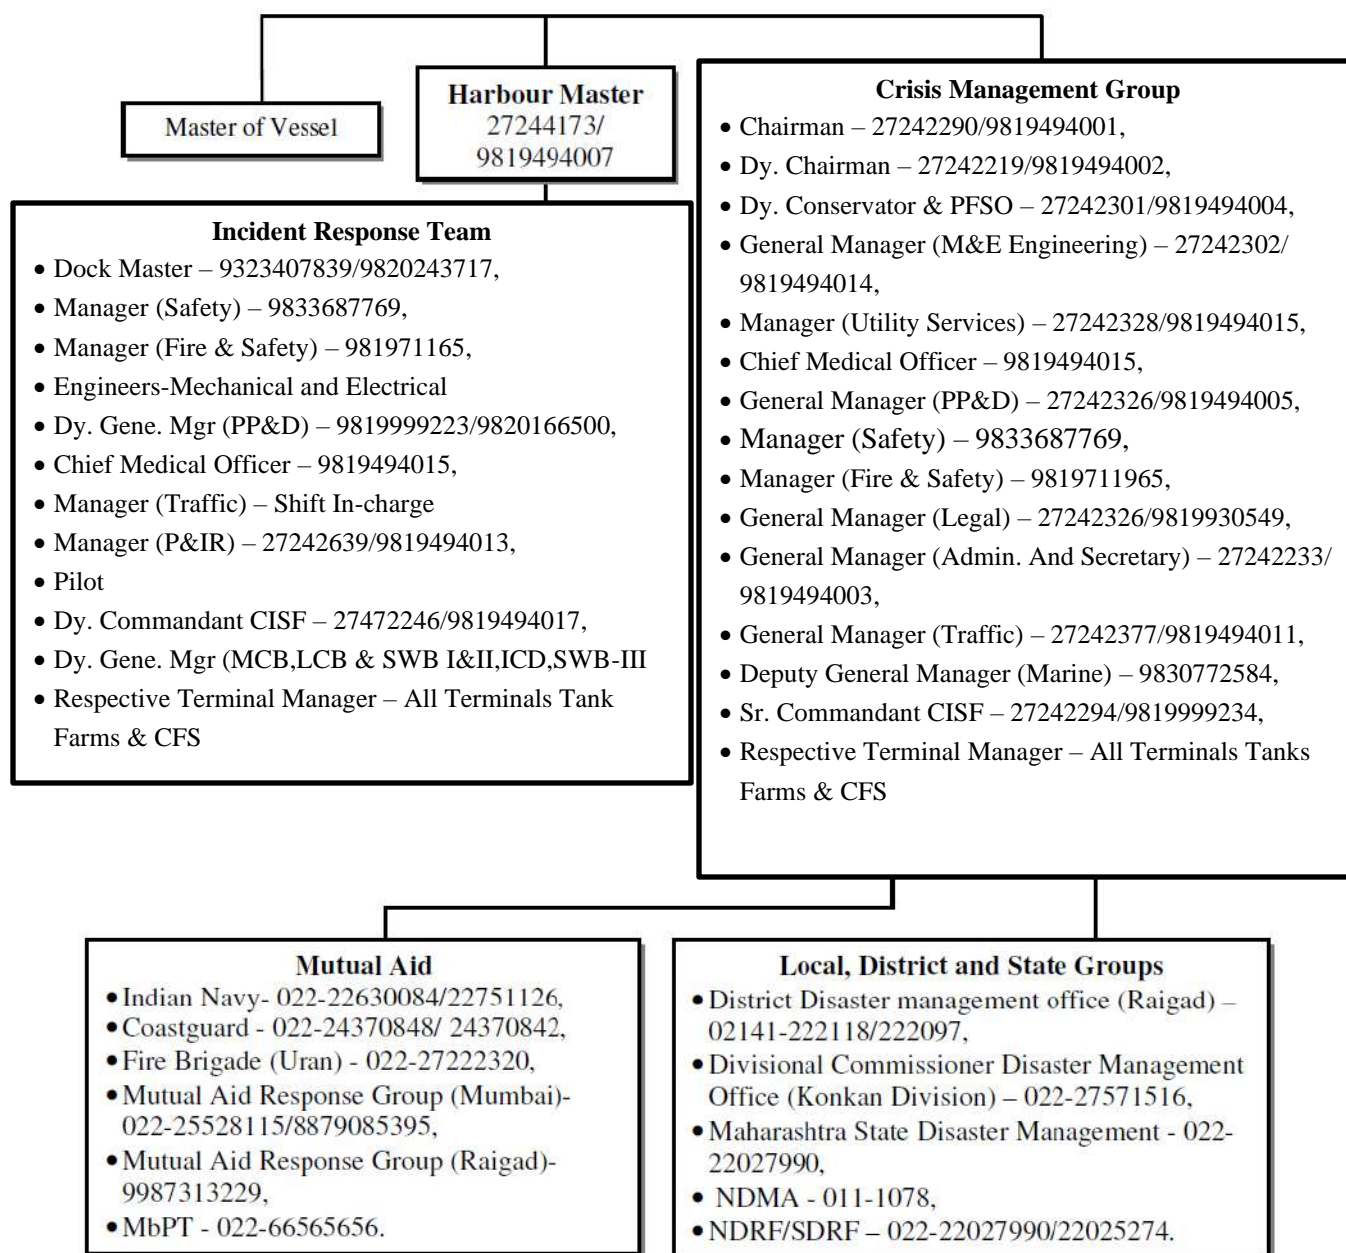 Master of Vessel
Harbour Master
27244173/
9819494007
Incident Response Team
• Dock Master – 9323407839/9820243717,
• Manager (Safety) – 9833687769,
• Manager (Fire & Safety) – 981971165,
• Engineers-Mechanical and Electrical
• Dy. Gene. Mgr (PP&D) – 9819999223/9820166500,
• Chief Medical Officer – 9819494015,
• Manager (Traffic) – Shift In-charge
• Manager (P&IR) – 27242639/9819494013,
• Pilot
• Dy. Commandant CISF – 27472246/9819494017,
• Dy. Gene. Mgr (MCB,LCB & SWB I&II,ICD,SWB-III
• Respective Terminal Manager – All Terminals Tank
Farms & CFS
Crisis Management Group
• Chairman – 27242290/9819494001,
• Dy. Chairman – 27242219/9819494002,
• Dy. Conservator & PFSO – 27242301/9819494004,
• General Manager (M&E Engineering) – 27242302/
9819494014,
• Manager (Utility Services) – 27242328/9819494015,
• Chief Medical Officer – 9819494015,
• General Manager (PP&D) – 27242326/9819494005,
• Manager (Safety) – 9833687769,
• Manager (Fire & Safety) – 9819711965,
• General Manager (Legal) – 27242326/9819930549,
• General Manager (Admin. And Secretary) – 27242233/
9819494003,
• General Manager (Traffic) – 27242377/9819494011,
• Deputy General Manager (Marine) – 9830772584,
• Sr. Commandant CISF – 27242294/9819999234,
• Respective Terminal Manager – All Terminals Tanks
Farms & CFS
Mutual Aid
• Indian Navy- 022-22630084/22751126,
• Coastguard - 022-24370848/ 24370842,
• Fire Brigade (Uran) - 022-27222320,
• Mutual Aid Response Group (Mumbai)-
022-25528115/8879085395,
• Mutual Aid Response Group (Raigad)-
9987313229,
• MbPT - 022-66565656.
Local, District and State Groups
• District Disaster management office (Raigad) –
02141-222118/222097,
• Divisional Commissioner Disaster Management
Office (Konkan Division) – 022-27571516,
• Maharashtra State Disaster Management - 022-
22027990,
• NDMA - 011-1078,
• NDRF/SDRF – 022-22027990/22025274.